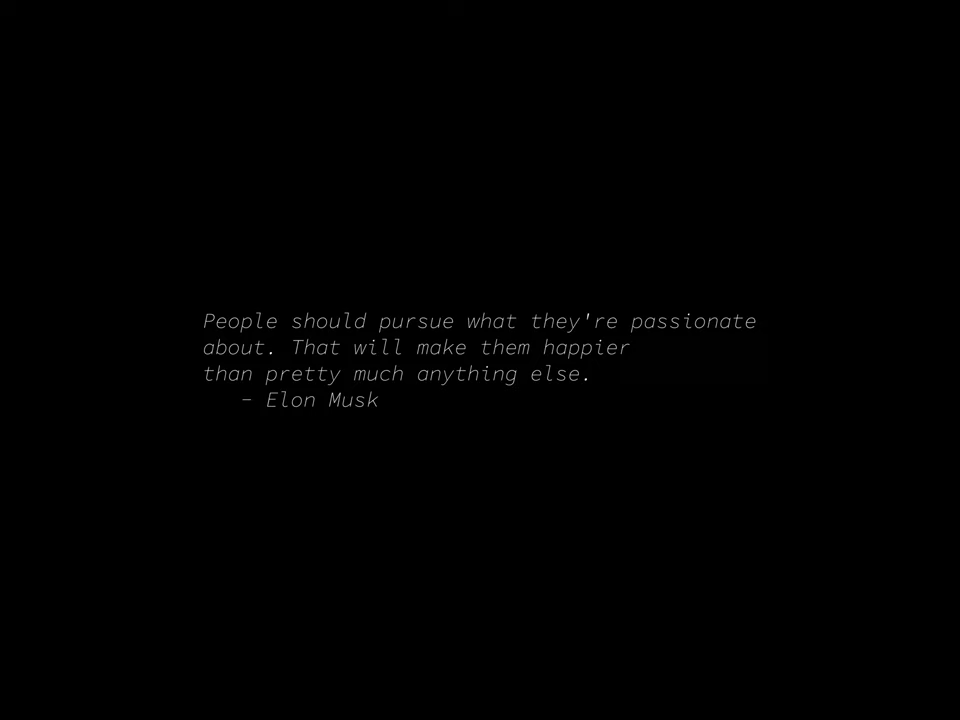 People should pursue what they're passionate
about. That will make them happier
than pretty much anything else.
– Elon Musk